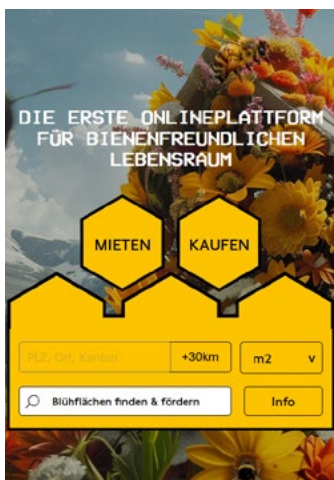 DIE ERSTE ONLINEPLATTFORM
FÜR BIENENFREUNDLICHEN
LEBENSRAUM
MIETEN KAUFEN
PLZ, Ort, Kanton +30km m2 v
Blühflächen finden & fördern Info